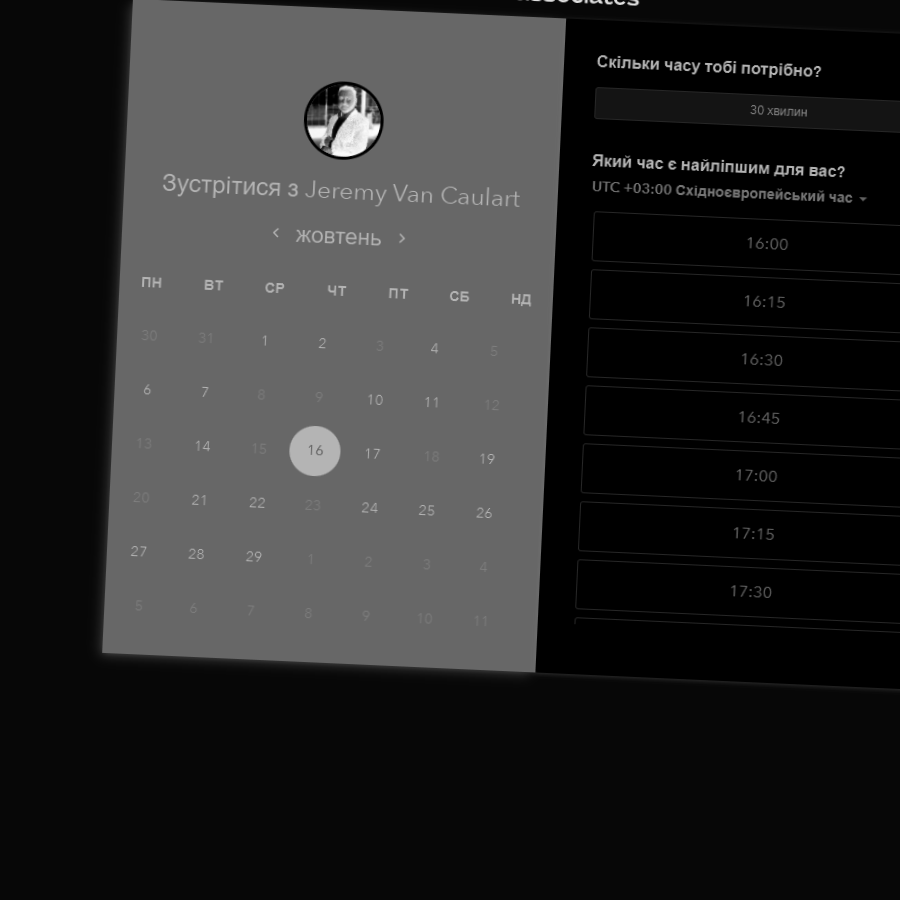 Зустрітися з Jeremy Van Caulart
жовтень
ПН ВТ СР ЧТ ПТ СБ НД
30 31 1 2 3 4 5
6 7 8 9 10 11 12
13 14 15 16 17 18 19
20 21 22 23 24 25 26
27 28 29 1 2 3 4
5 6 7 8 9 10 11
Скільки часу тобі потрібно?
30 хвилин
Який час є найліпшим для вас?
UTC +03:00 Східноєвропейський час
16:00
16:15
16:30
16:45
17:00
17:15
17:30